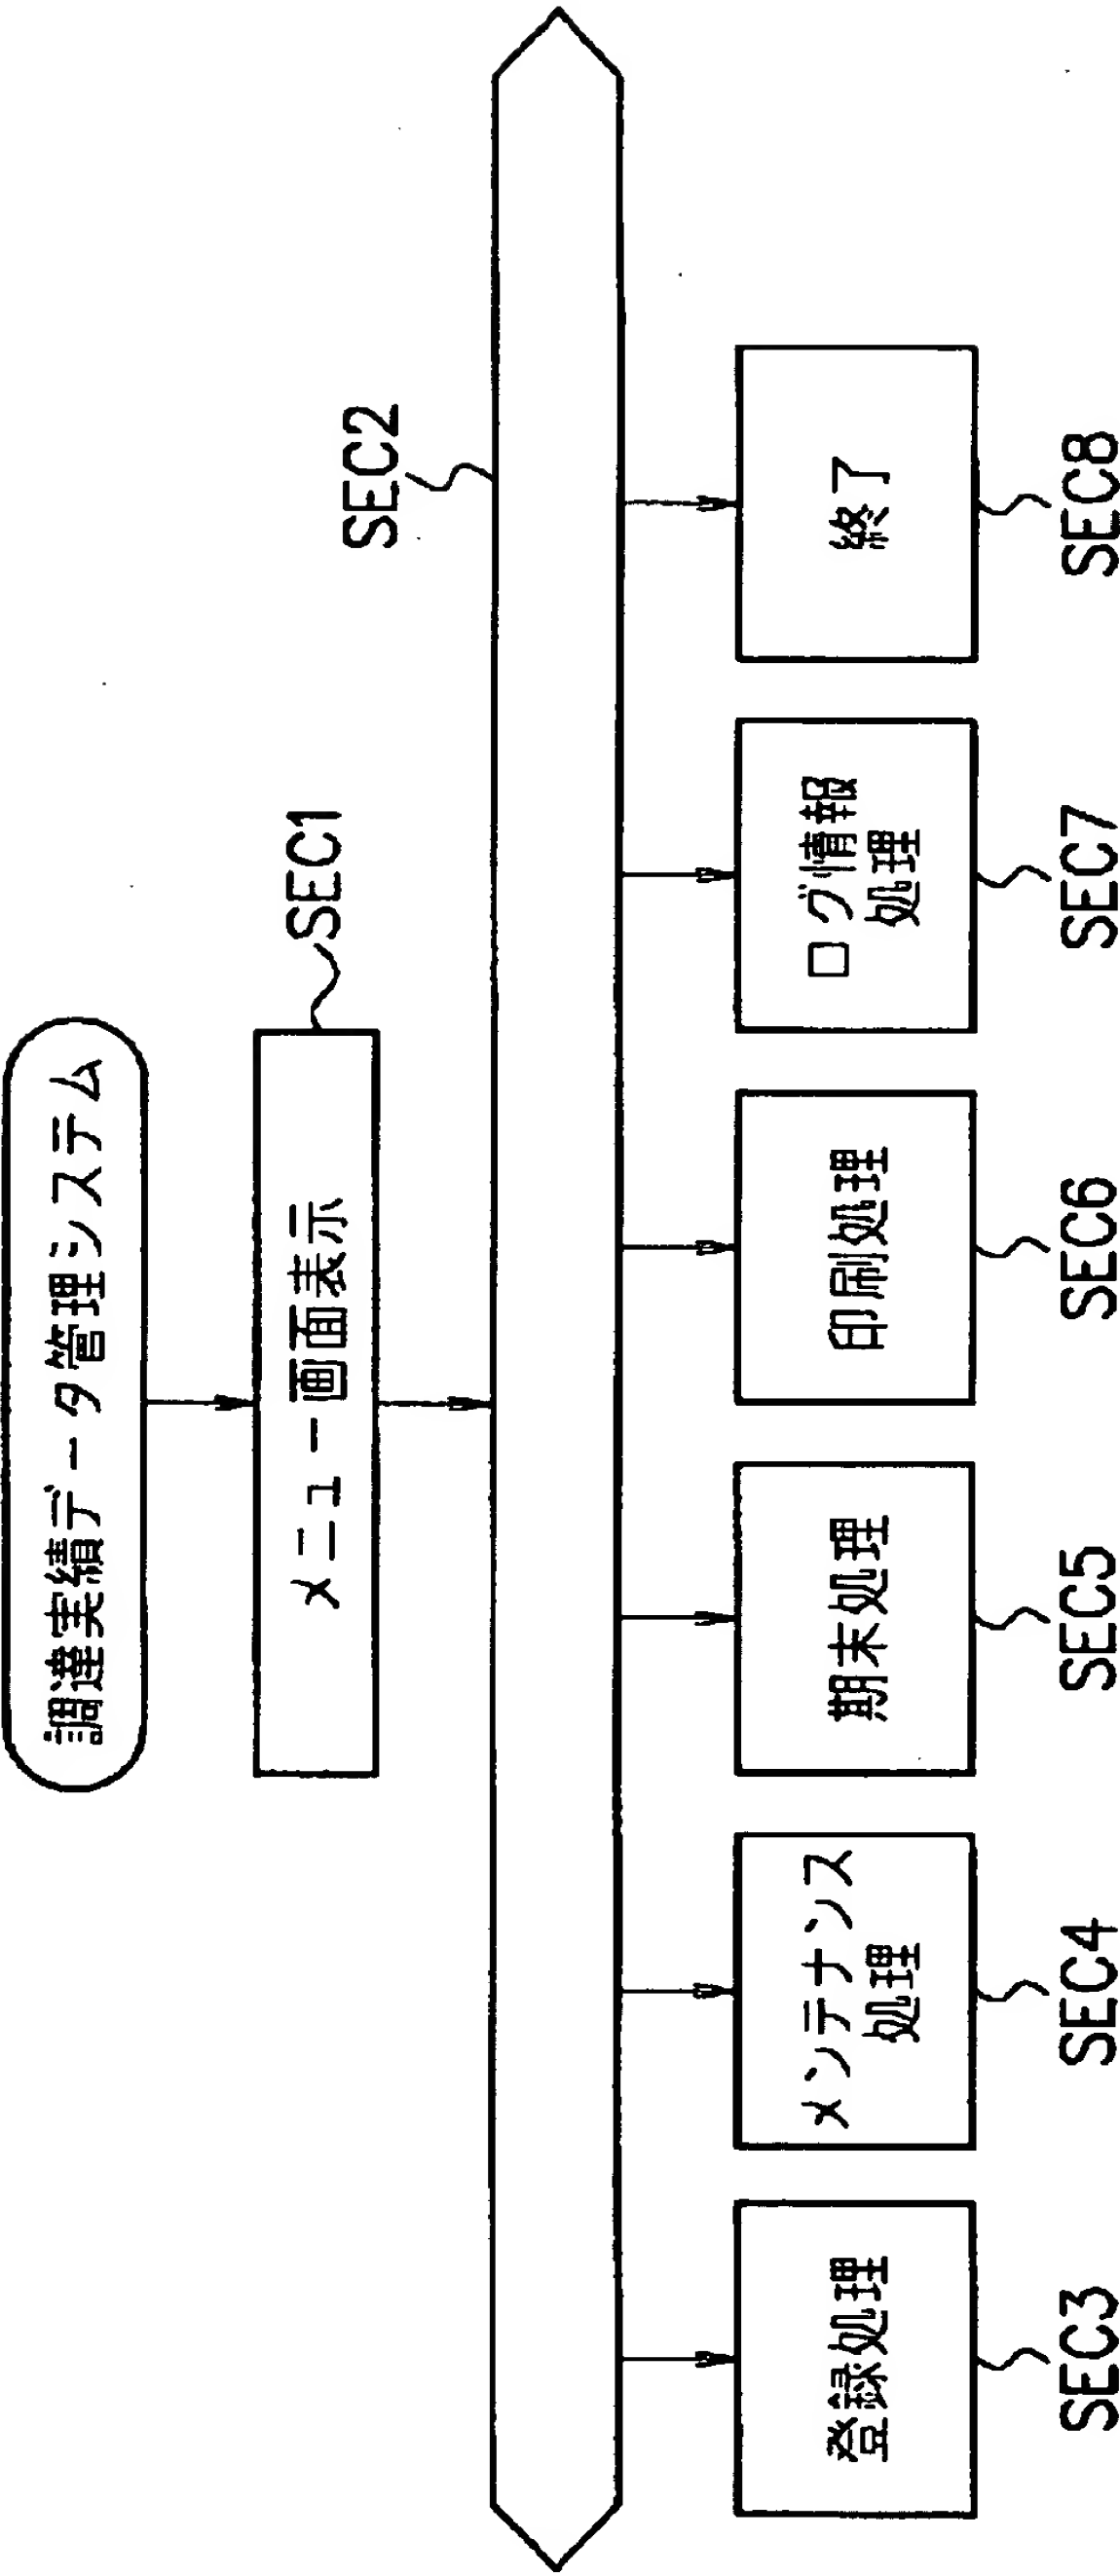 調達実績データ管理システム
メニュー画面表示
SEC1
SEC2
登録処理
メンテナンス
処理
期末処理
印刷処理
ログ情報
処理
終了
SEC3
SEC4
SEC5
SEC6
SEC7
SEC8